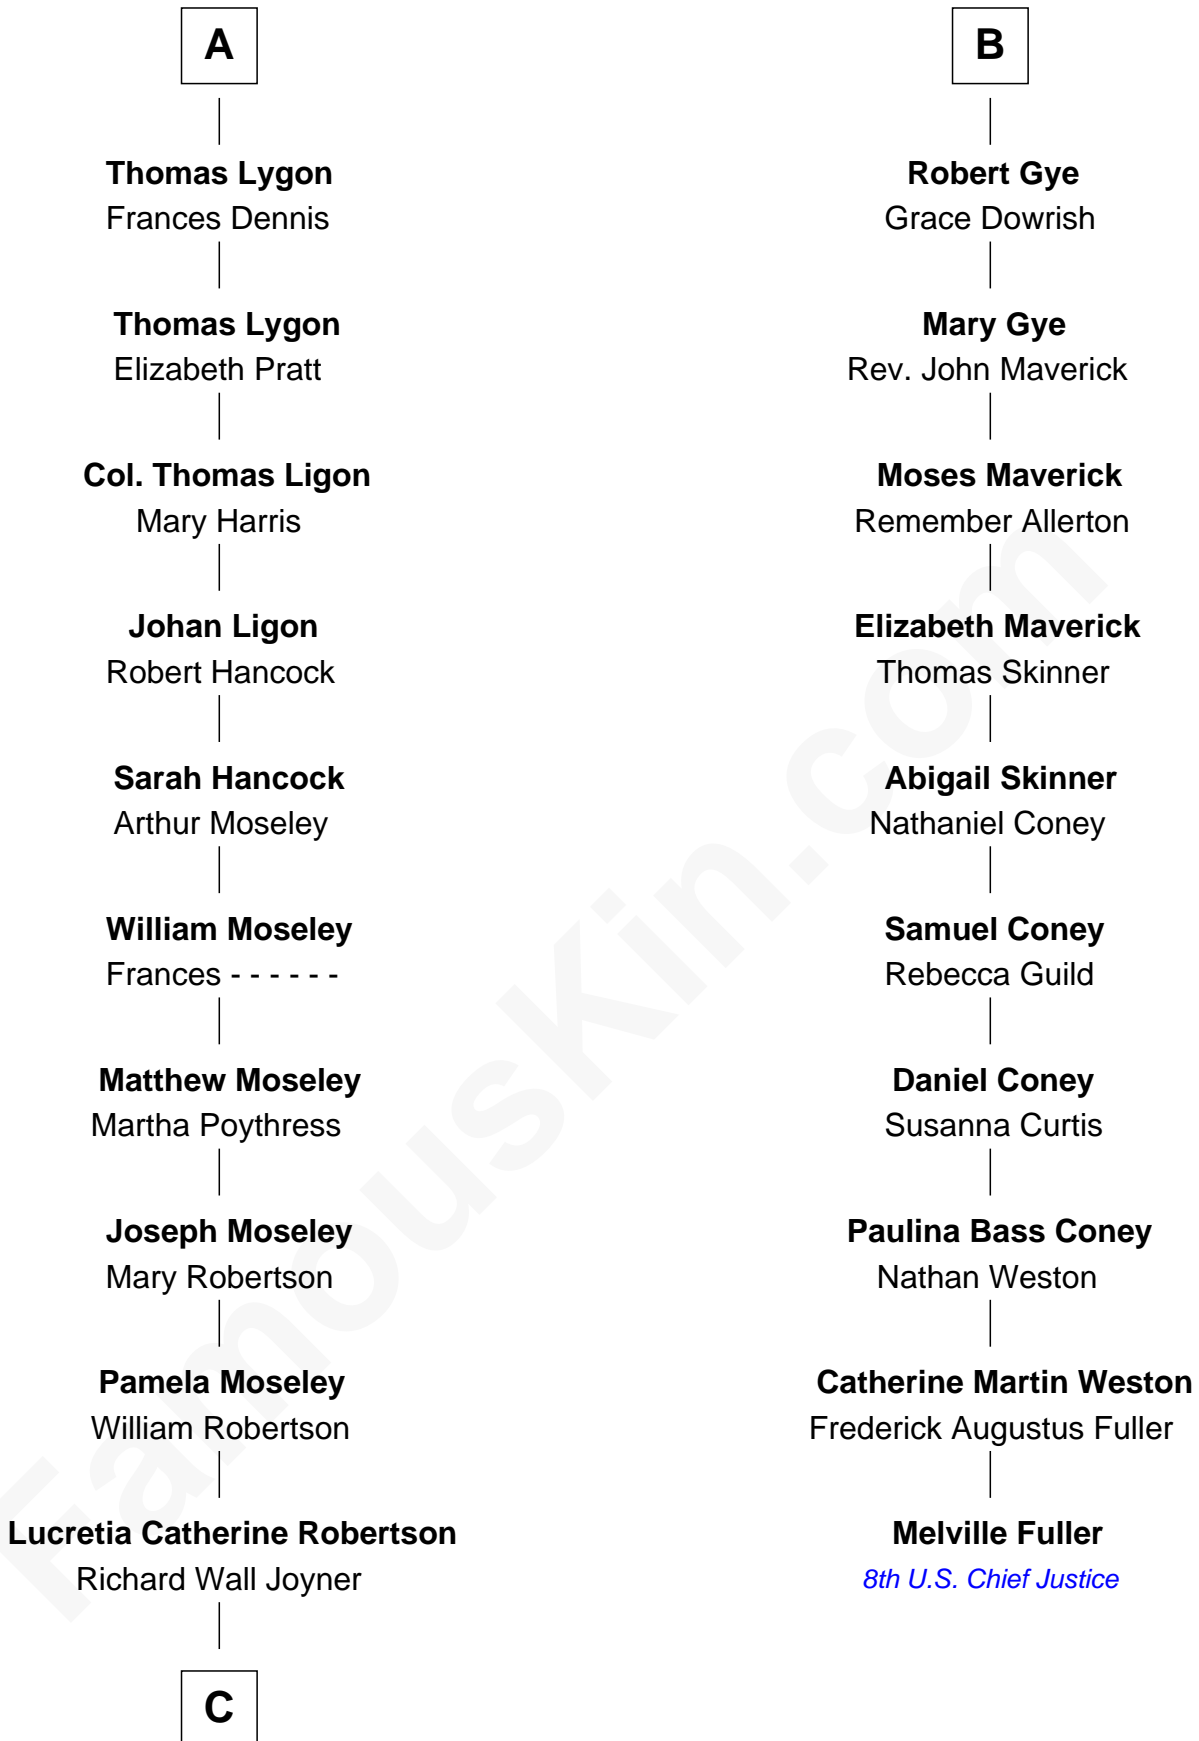 A
Thomas Lygon
Frances Dennis
Thomas Lygon
Elizabeth Pratt
Col. Thomas Ligon
Mary Harris
Johan Ligon
Robert Hancock
Sarah Hancock
Arthur Moseley
William Moseley
Frances - - - - - -
Matthew Moseley
Martha Poythress
Joseph Moseley
Mary Robertson
Pamela Moseley
William Robertson
Lucretia Catherine Robertson
Richard Wall Joyner
C
B
Robert Gye
Grace Dowrish
Mary Gye
Rev. John Maverick
Moses Maverick
Remember Allerton
Elizabeth Maverick
Thomas Skinner
Abigail Skinner
Nathaniel Coney
Samuel Coney
Rebecca Guild
Daniel Coney
Susanna Curtis
Paulina Bass Coney
Nathan Weston
Catherine Martin Weston
Frederick Augustus Fuller
Melville Fuller
8th U.S. Chief Justice
FamousKin.com